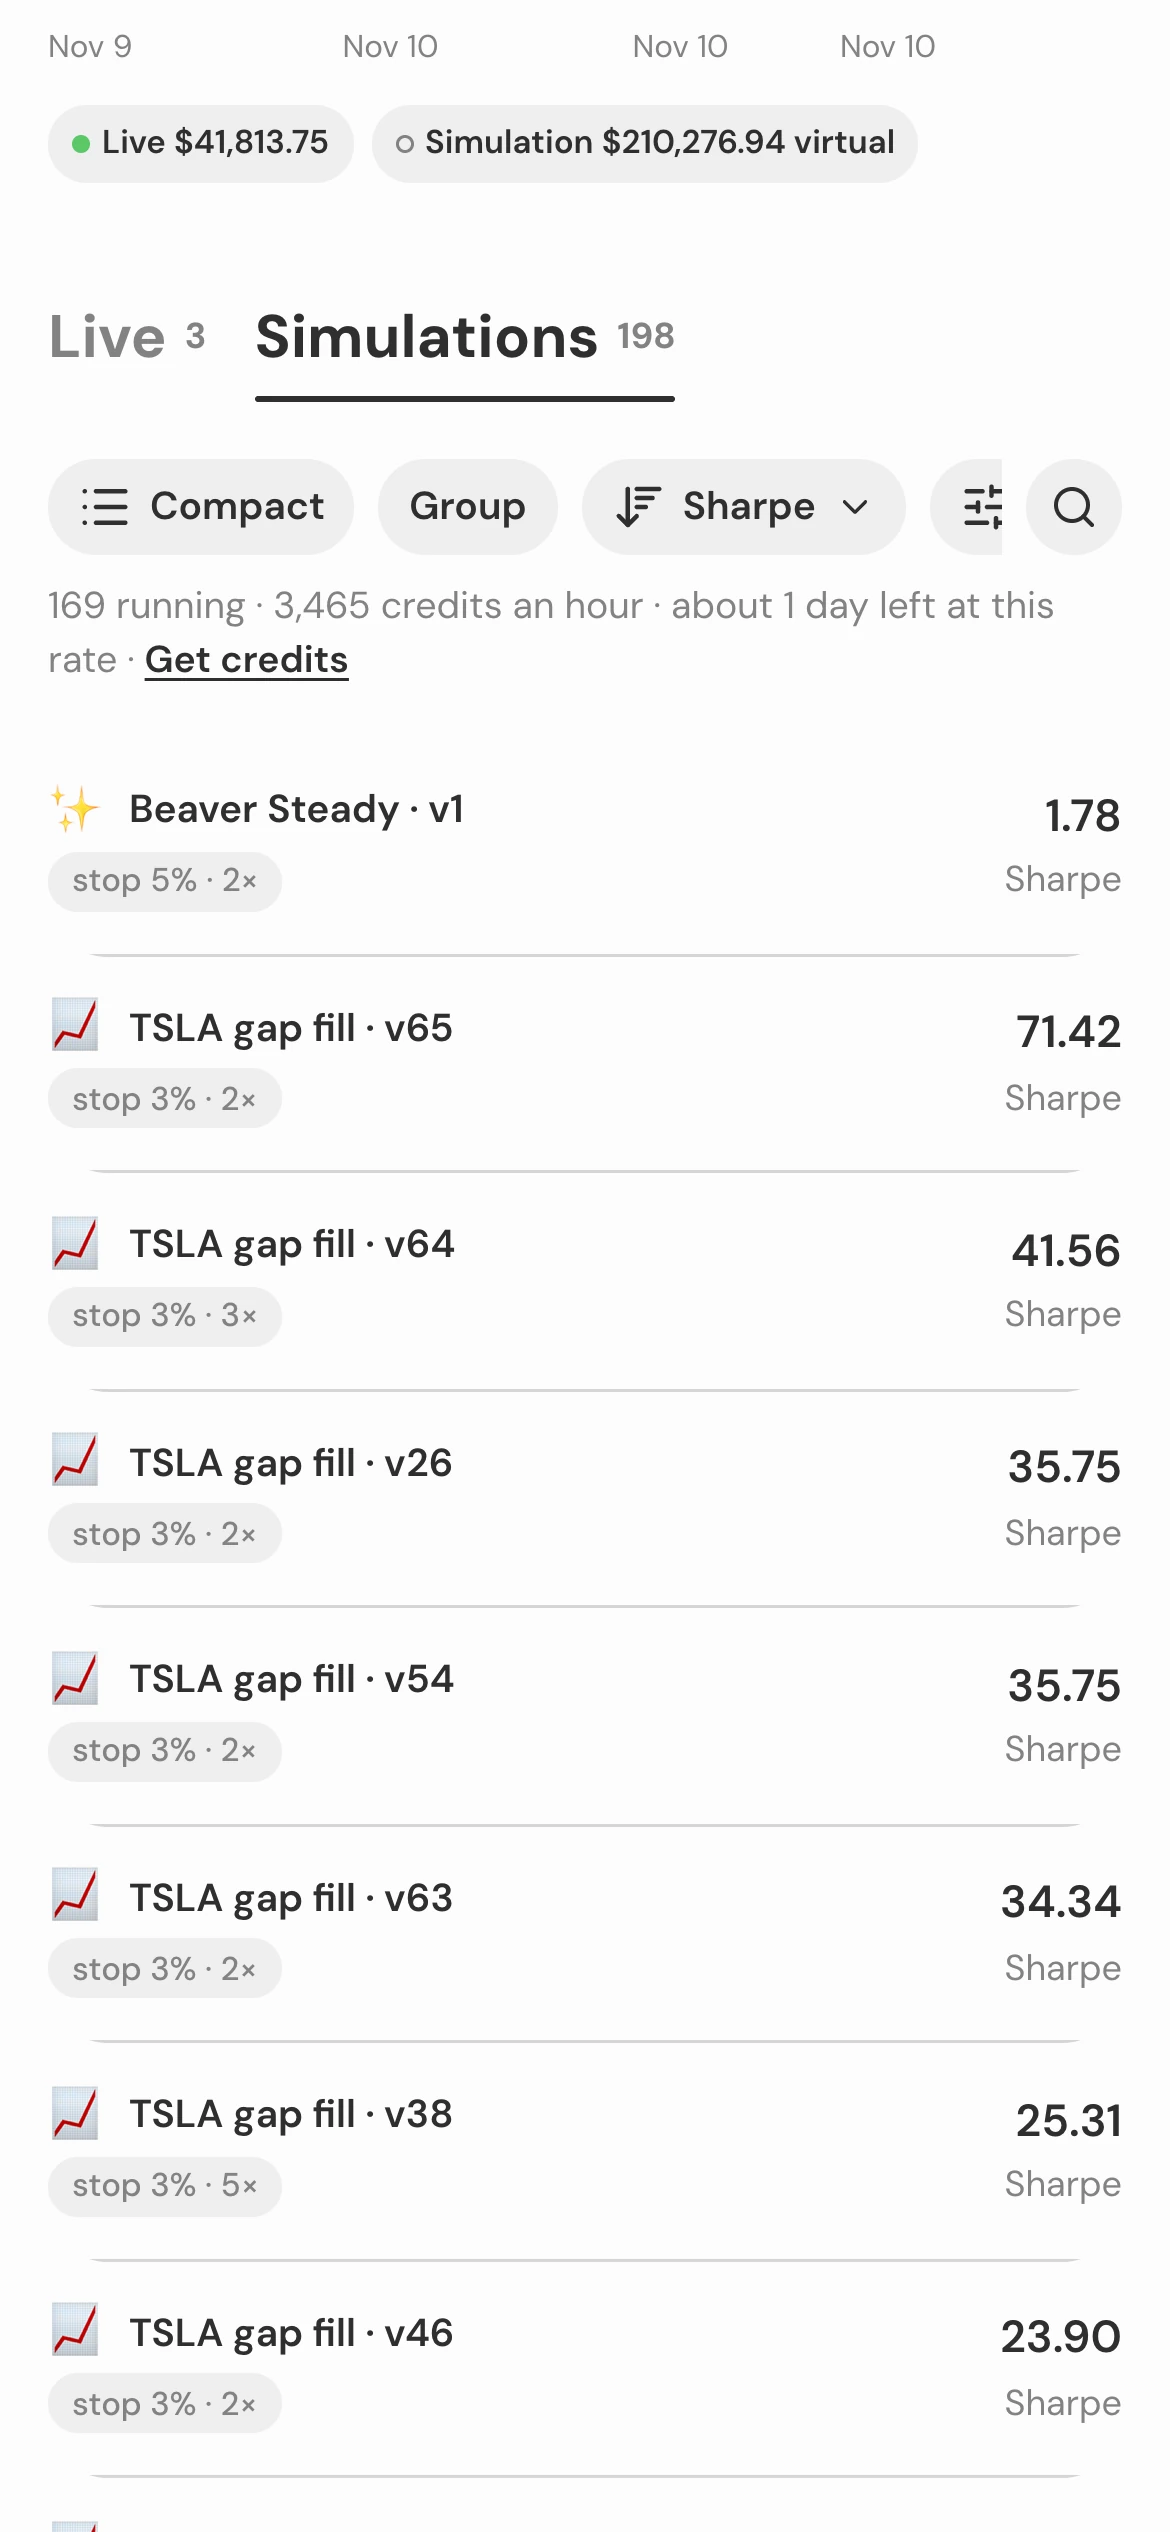 Nov 9 Nov 10 Nov 10 Nov 10
Live $41,813.75 Simulation $210,276.94 virtual
Live 3 Simulations 198
Compact Group Sharpe
169 running · 3,465 credits an hour · about 1 day left at this
rate · Get credits
Beaver Steady · v1 1.78
stop 5% · 2× Sharpe
TSLA gap fill · v65 71.42
stop 3% · 2× Sharpe
TSLA gap fill · v64 41.56
stop 3% · 3× Sharpe
TSLA gap fill · v26 35.75
stop 3% · 2× Sharpe
TSLA gap fill · v54 35.75
stop 3% · 2× Sharpe
TSLA gap fill · v63 34.34
stop 3% · 2× Sharpe
TSLA gap fill · v38 25.31
stop 3% · 5× Sharpe
TSLA gap fill · v46 23.90
stop 3% · 2× Sharpe